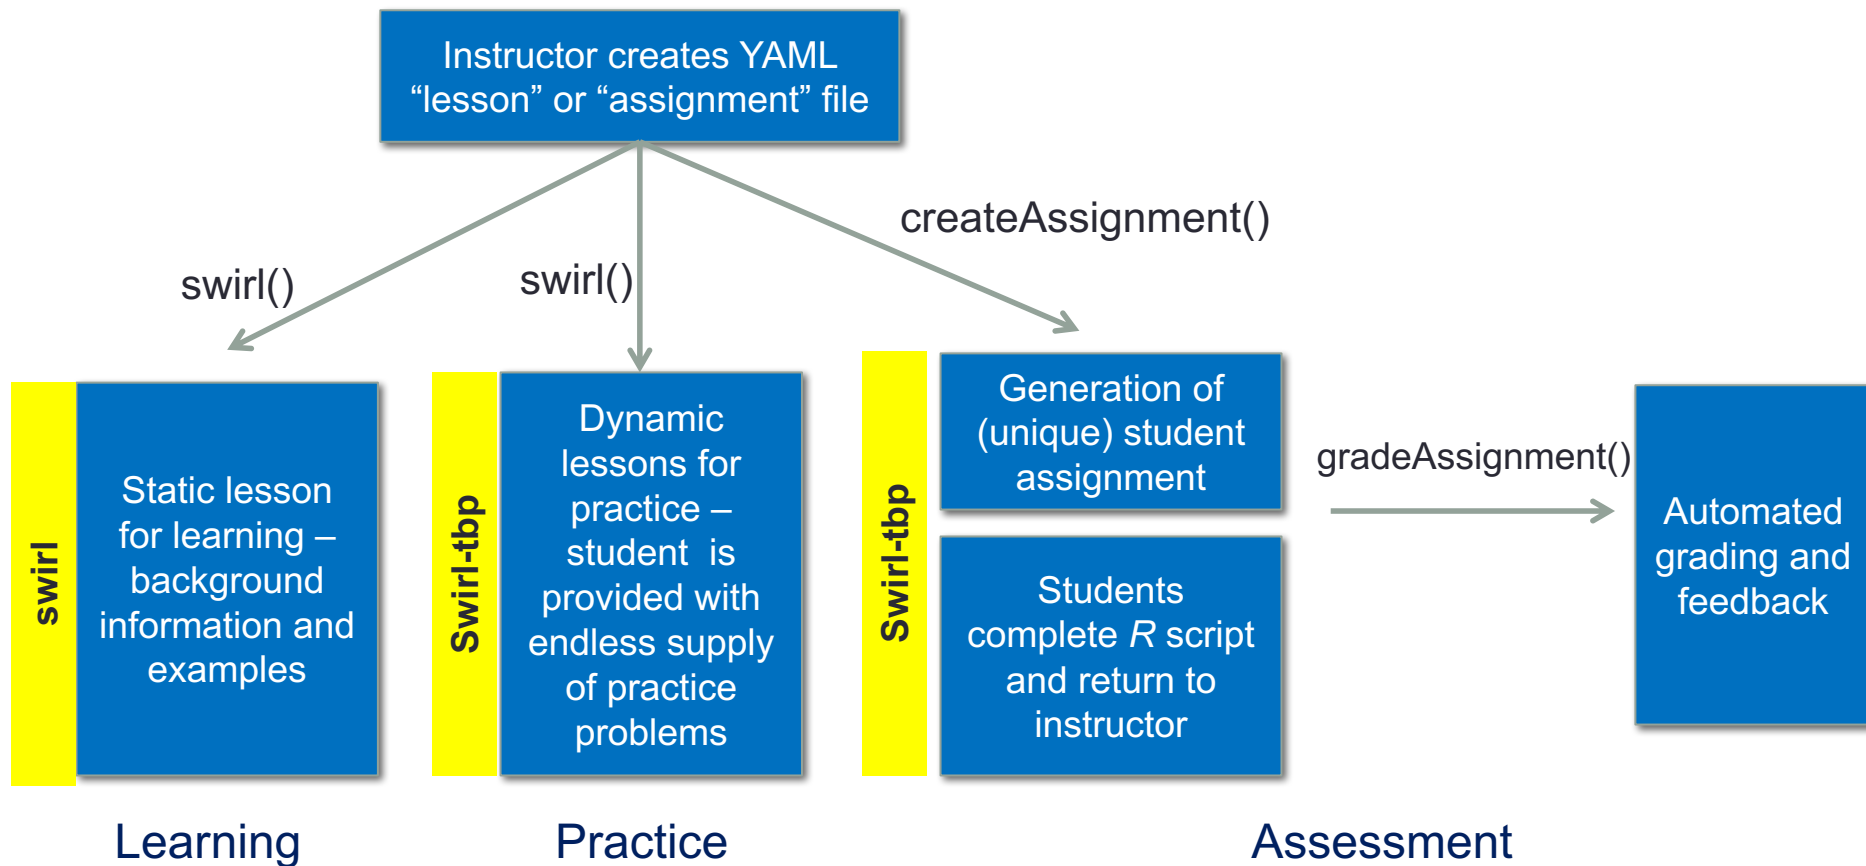 Instructor creates YAML
“lesson” or “assignment” file
createAssignment()
swirl()
swirl()
swirl
Static lesson
for learning –
background
information and
examples
Swirl-tbp
Dynamic
lessons for
practice –
student is
provided with
endless supply
of practice
problems
Swirl-tbp
Generation of
(unique) student
assignment
Students
complete R script
and return to
instructor
gradeAssignment()
Automated
grading and
feedback
Learning
Practice
Assessment